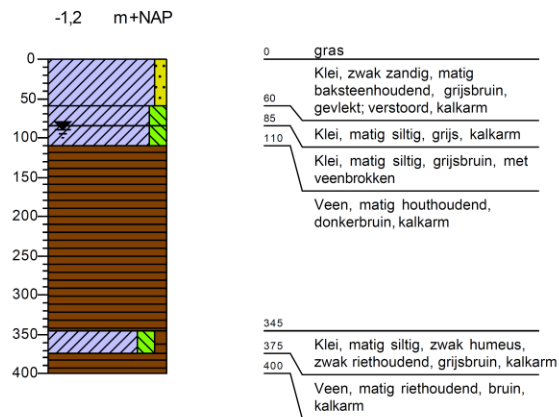 -1,2 m+NAP
0
50
100
150
200
250
300
350
400
0 gras
Klei, zwak zandig, matig
baksteenhoudend, grijsbruin,
60 gevlekt; verstoord, kalkarm
85
Klei, matig siltig, grijs, kalkarm
110
Klei, matig siltig, grijsbruin, met
veenbrokken
Veen, matig houthoudend,
donkerbruin, kalkarm
345
Klei, matig siltig, zwak humeus,
375
zwak riethoudend, grijsbruin, kalkarm
400
Veen, matig riethoudend, bruin,
kalkarm